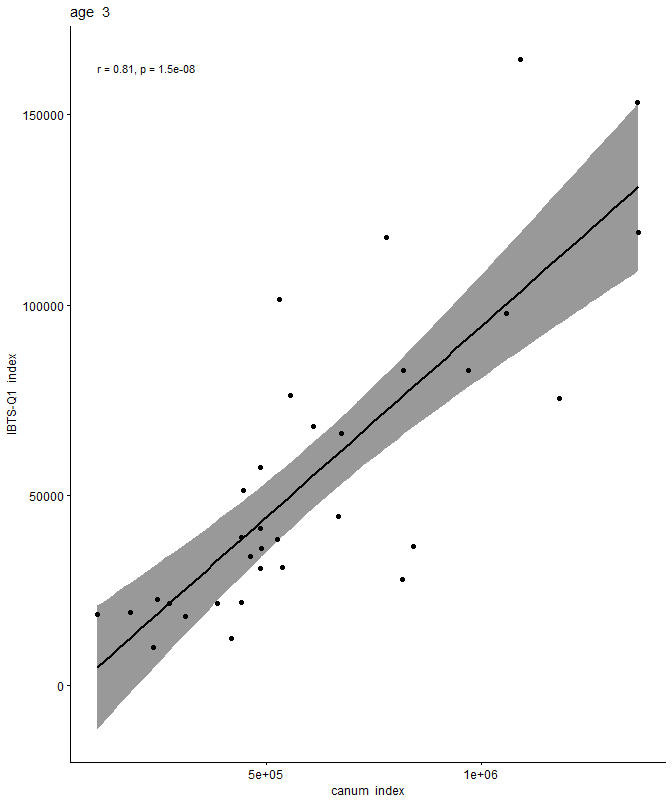 age 3
r = 0.81, p = 1.5e-08
150000
100000
50000
0
IBTS-Q1 index
5e+05
1e+06
canum index